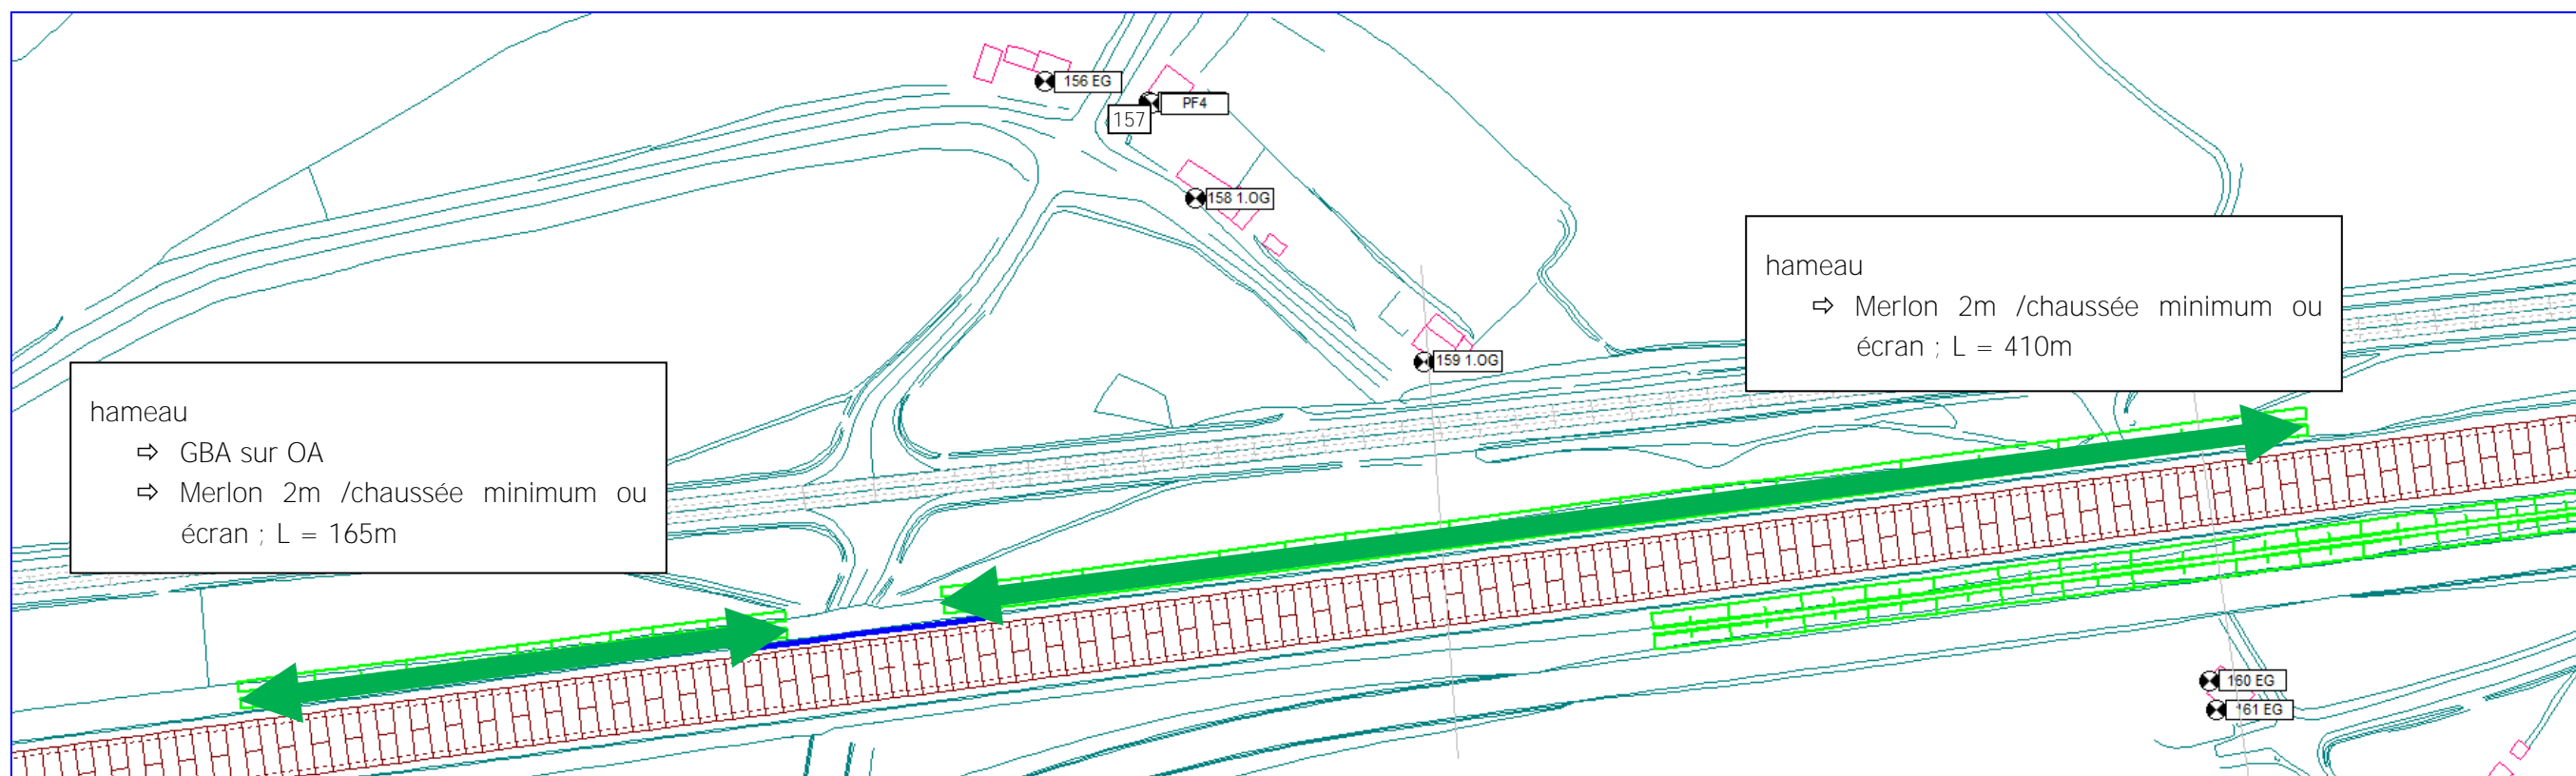 156 EG
PF4
157
158 1.OG
159 1.OG
hameau
⇨ Merlon 2m /chaussée minimum ou
écran ; L = 410m
hameau
⇨ GBA sur OA
⇨ Merlon 2m /chaussée minimum ou
écran ; L = 165m
160 EG
161 EG